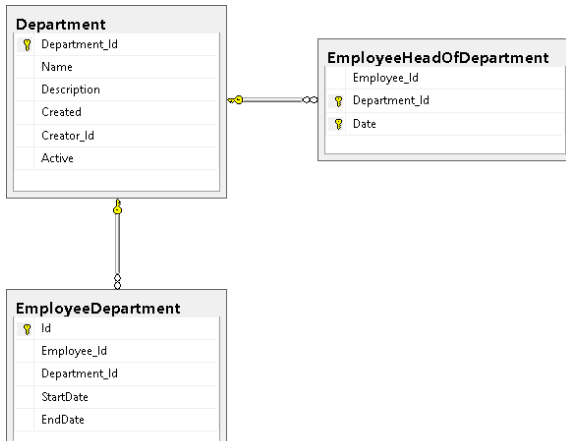 Department
Department_Id
Name
Description
Created
Creator_Id
Active
EmployeeHeadOfDepartment
Employee_Id
Department_Id
Date
EmployeeDepartment
Id
Employee_Id
Department_Id
StartDate
EndDate